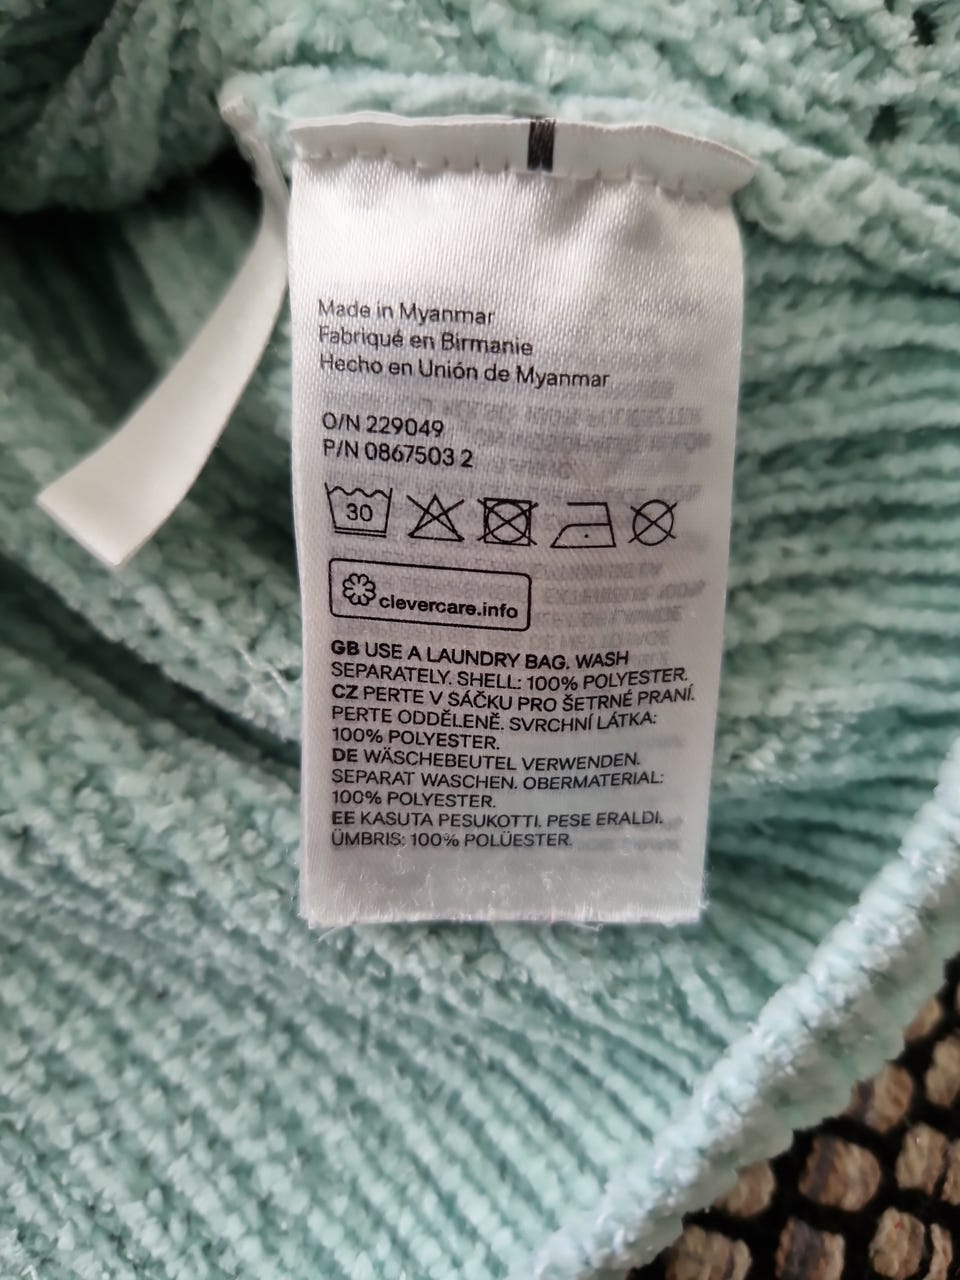 Made in Myanmar
Fabriqué en Birmanie
Hecho en Unión de Myanmar
O/N 229049
P/N 0867503 2
30
clevercare.info
GB USE A LAUNDRY BAG. WASH
SEPARATELY. SHELL: 100% POLYESTER.
CZ PERTE V SÁČKU PRO ŠETRNÉ PRANÍ.
PERTE ODDĚLENĚ. SVRCHNÍ LÁTKA:
100% POLYESTER.
DE WÄSCHEBEUTEL VERWENDEN.
SEPARAT WASCHEN. OBERMATERIAL:
100% POLYESTER.
EE KASUTA PESUKOTTI. PESE ERALDI.
ÜMBRIS: 100% POLÜESTER.